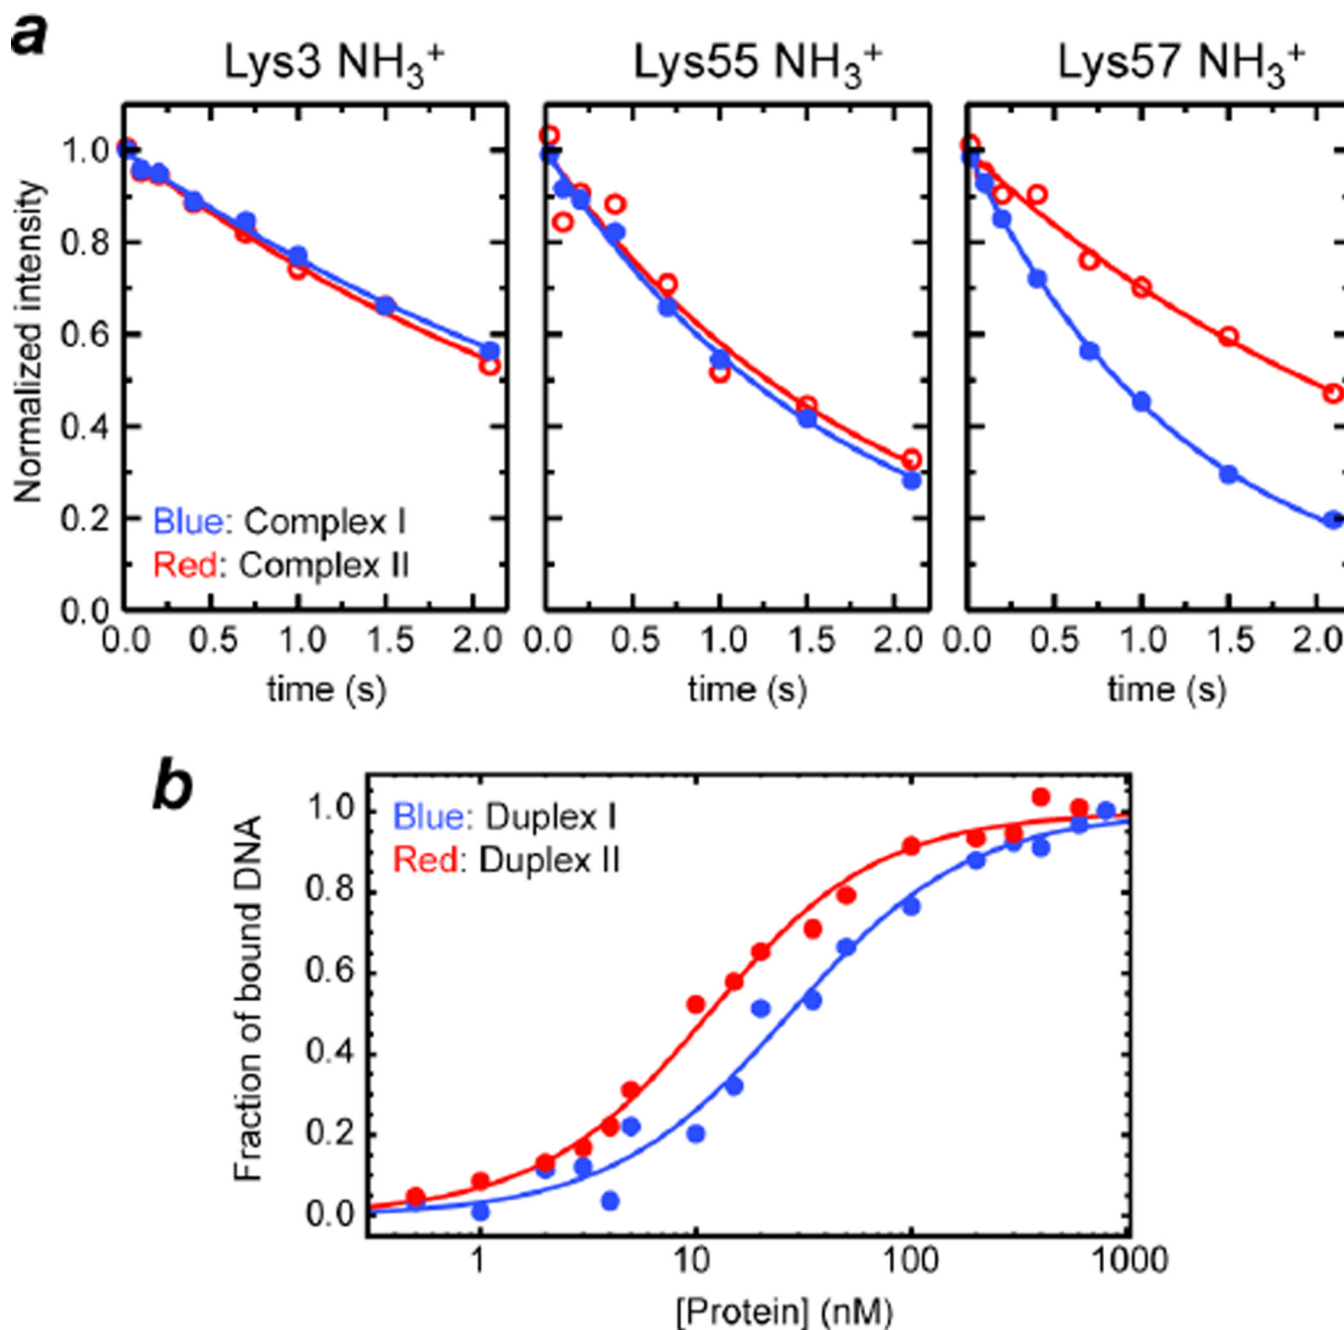 a
Lys3 NH₃⁺ Lys55 NH₃⁺ Lys57 NH₃⁺
Normalized intensity
1.0
0.8
0.6
0.4
0.2
0.0
Blue: Complex I
Red: Complex II
0.0 0.5 1.0 1.5 2.0 0.0 0.5 1.0 1.5 2.0 0.0 0.5 1.0 1.5 2.0
time (s) time (s) time (s)
b
Fraction of bound DNA
1.0
0.8
0.6
0.4
0.2
0.0
Blue: Duplex I
Red: Duplex II
1 10 100 1000
[Protein] (nM)